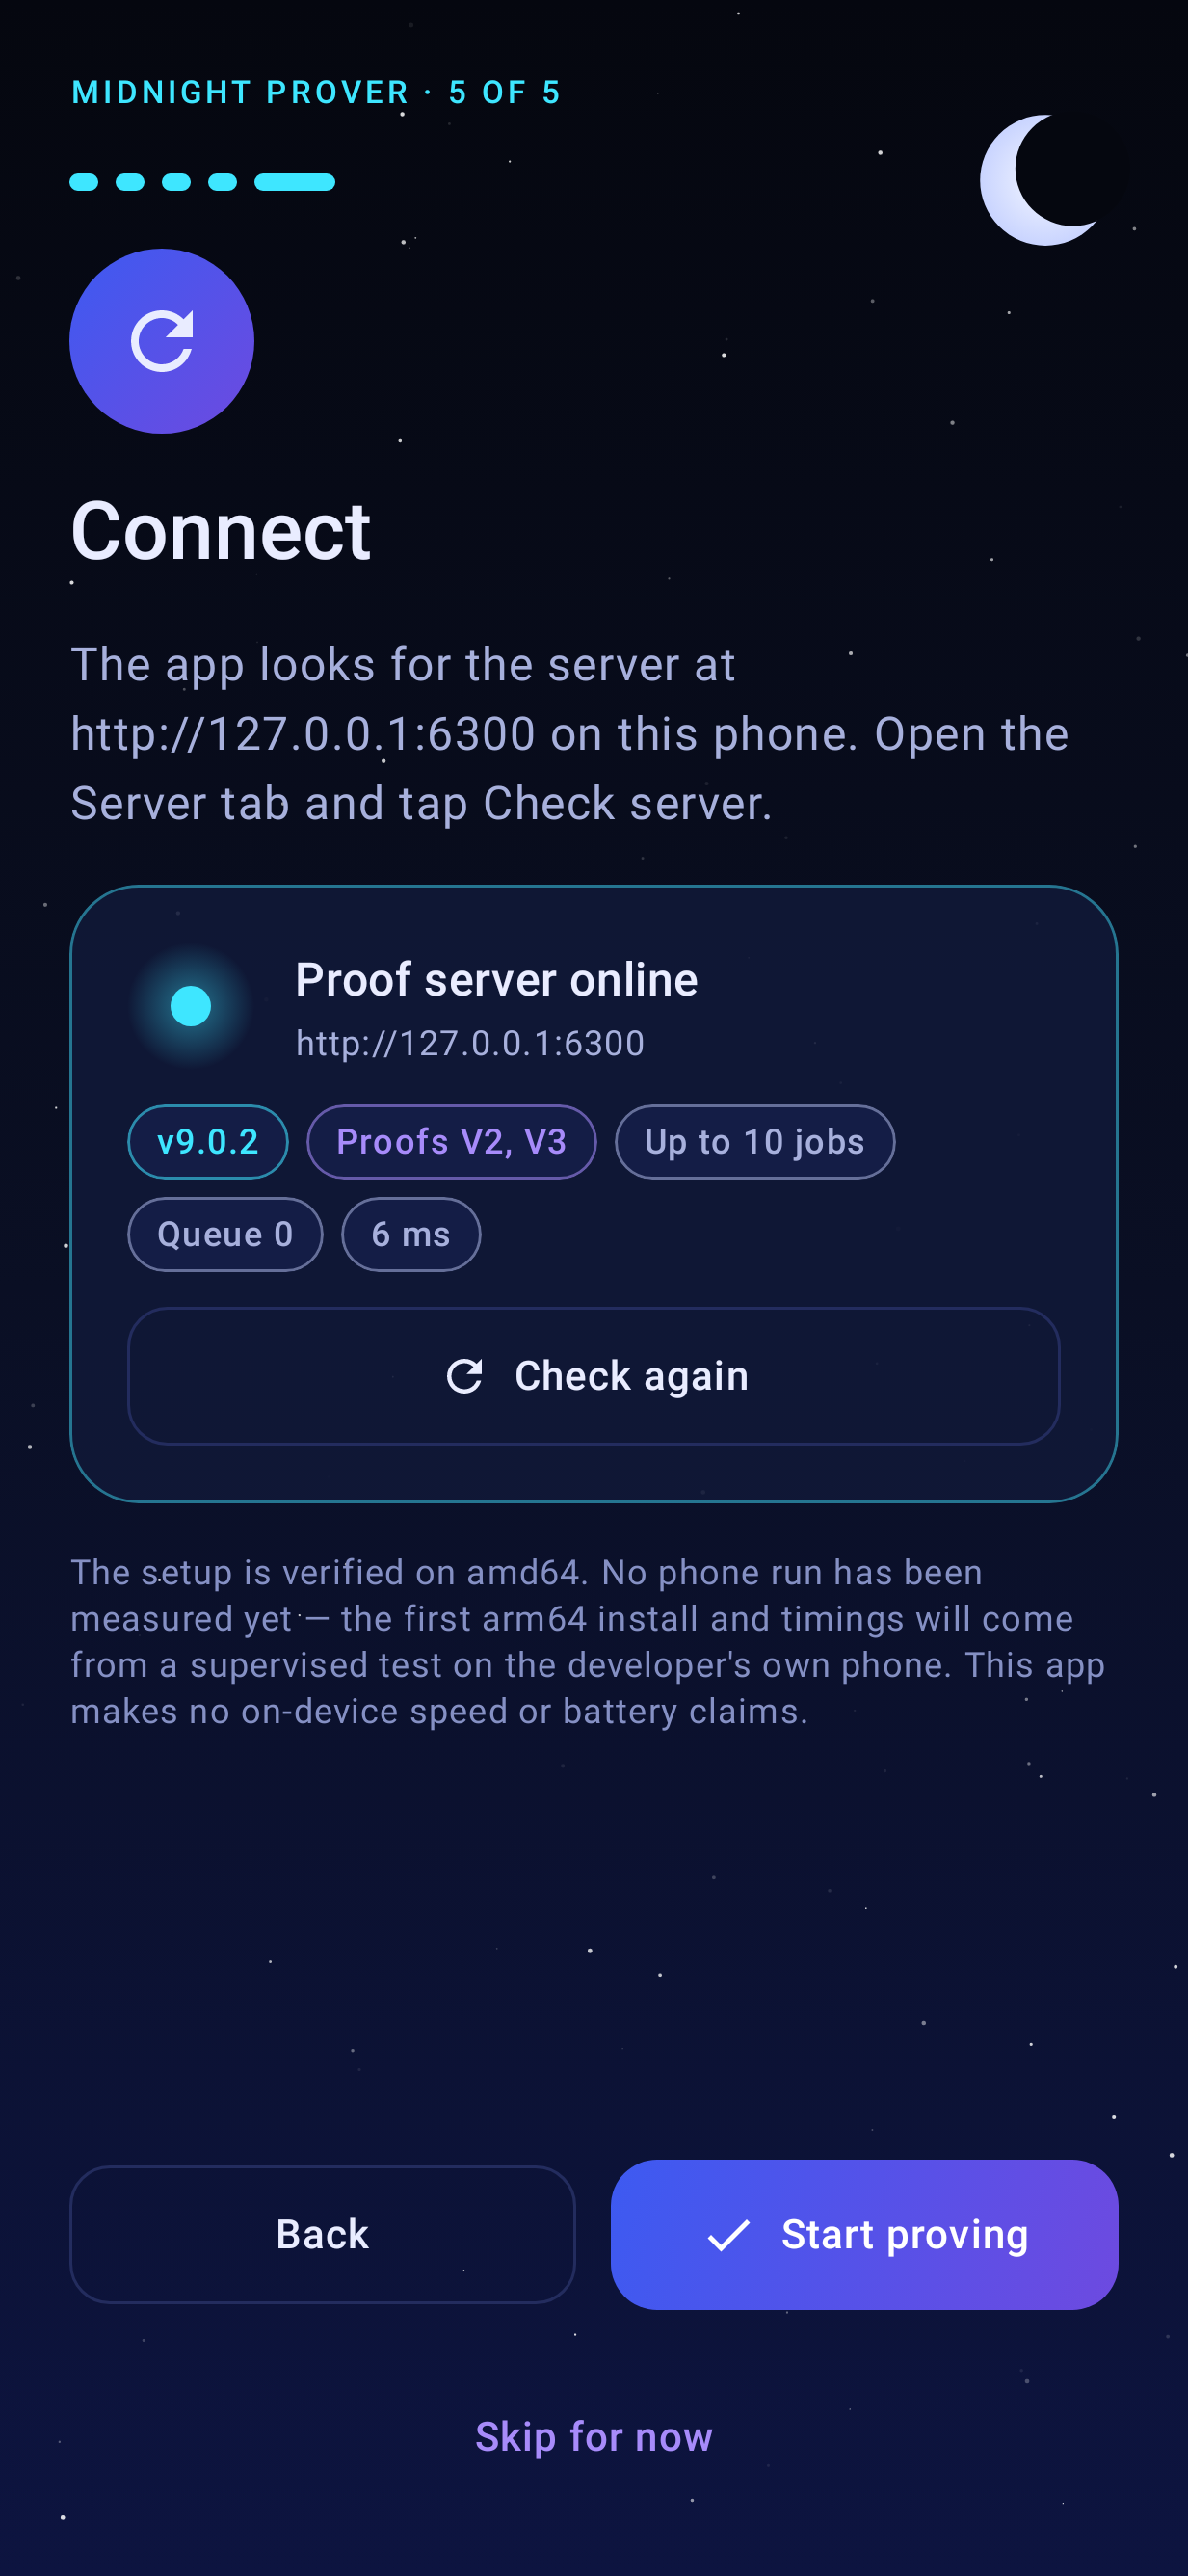 MIDNIGHT PROVER · 5 OF 5
Connect
The app looks for the server at
http://127.0.0.1:6300 on this phone. Open the
Server tab and tap Check server.
Proof server online
http://127.0.0.1:6300
v9.0.2
Proofs V2, V3
Up to 10 jobs
Queue 0
6 ms
Check again
The setup is verified on amd64. No phone run has been
measured yet — the first arm64 install and timings will come
from a supervised test on the developer's own phone. This app
makes no on-device speed or battery claims.
Back
Start proving
Skip for now